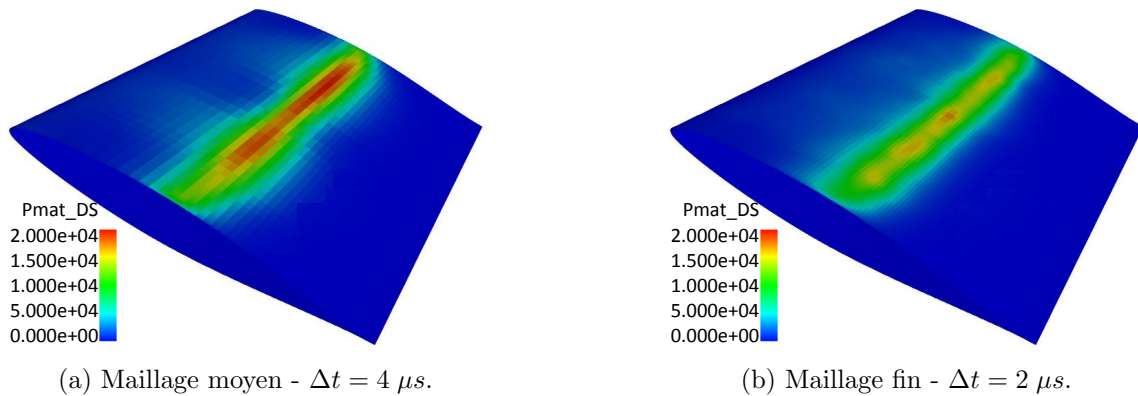 Pmat_DS
2.000e+04
1.500e+04
1.000E+04
5.000e+04
0.000e+00
Pmat_DS
2.000e+04
1.500e+04
1.000E+04
5.000e+04
0.000e+00
(a) Maillage moyen - Δt = 4 μs.
(b) Maillage fin - Δt = 2 μs.